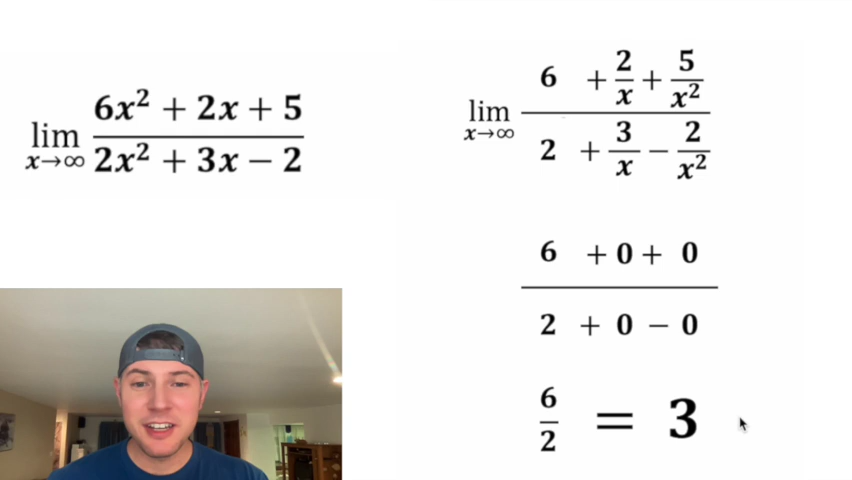 lim x→∞ (6x² + 2x + 5) / (2x² + 3x − 2)
lim x→∞ (6 + 2/x + 5/x²) / (2 + 3/x − 2/x²)
6 + 0 + 0
2 + 0 − 0
6/2 = 3